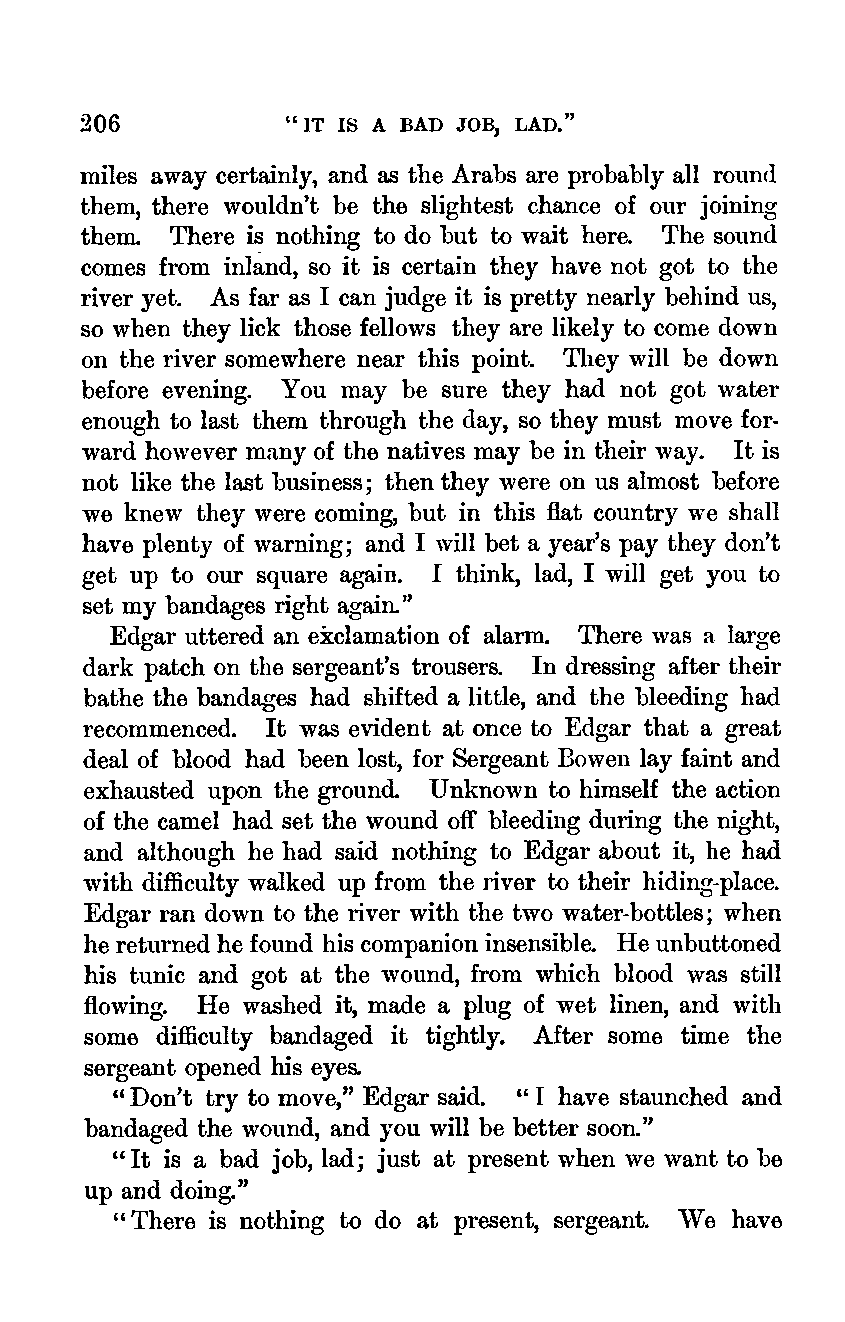 206 "IT IS A BAD JOB, LAD."
miles away certainly, and as the Arabs are probably all round
them, there wouldn't be the slightest chance of our joining
them. There is nothing to do but to wait here. The sound
comes from inland, so it is certain they have not got to the
river yet. As far as I can judge it is pretty nearly behind us,
so when they lick those fellows they are likely to come down
on the river somewhere near this point. They will be down
before evening. You may be sure they had not got water
enough to last them through the day, so they must move for-
ward however many of the natives may be in their way. It is
not like the last business; then they were on us almost before
we knew they were coming, but in this flat country we shall
have plenty of warning; and I will bet a year's pay they don't
get up to our square again. I think, lad, I will get you to
set my bandages right again."
Edgar uttered an exclamation of alarm. There was a large
dark patch on the sergeant's trousers. In dressing after their
bathe the bandages had shifted a little, and the bleeding had
recommenced. It was evident at once to Edgar that a great
deal of blood had been lost, for Sergeant Bowen lay faint and
exhausted upon the ground. Unknown to himself the action
of the camel had set the wound off bleeding during the night,
and although he had said nothing to Edgar about it, he had
with difficulty walked up from the river to their hiding-place.
Edgar ran down to the river with the two water-bottles; when
he returned he found his companion insensible. He unbuttoned
his tunic and got at the wound, from which blood was still
flowing. He washed it, made a plug of wet linen, and with
some difficulty bandaged it tightly. After some time the
sergeant opened his eyes.
"Don't try to move," Edgar said. "I have staunched and
bandaged the wound, and you will be better soon."
"It is a bad job, lad; just at present when we want to be
up and doing."
"There is nothing to do at present, sergeant. We have